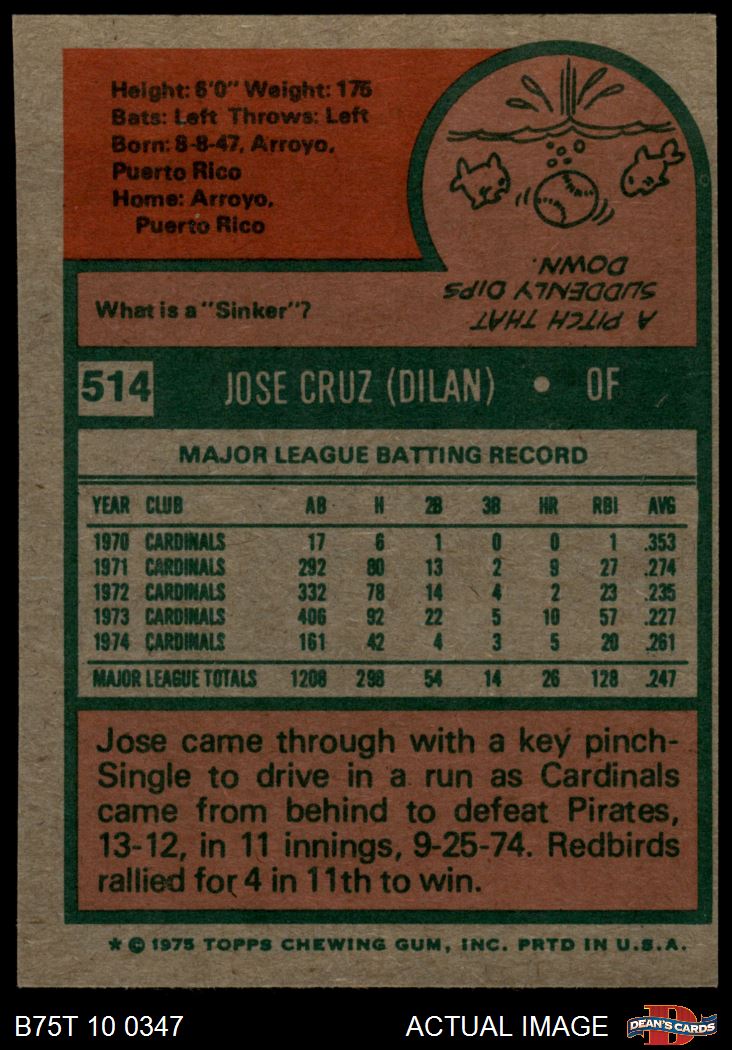 Height: 6'0" Weight: 175
Bats: Left Throws: Left
Born: 8-8-47, Arroyo,
Puerto Rico
Home: Arroyo,
Puerto Rico
What is a "Sinker"?
A PITCH THAT
SUDDENLY DIPS
DOWN.
514 JOSE CRUZ (DILAN) • OF
MAJOR LEAGUE BATTING RECORD
YEAR CLUB AB H 2B 3B HR RBI AVG
1970 CARDINALS 17 6 1 0 0 1 .353
1971 CARDINALS 292 80 13 2 9 27 .274
1972 CARDINALS 332 78 14 4 2 23 .235
1973 CARDINALS 406 92 22 5 10 57 .227
1974 CARDINALS 161 42 4 3 5 20 .261
MAJOR LEAGUE TOTALS 1208 298 54 14 26 128 .247
Jose came through with a key pinch-
Single to drive in a run as Cardinals
came from behind to defeat Pirates,
13-12, in 11 innings, 9-25-74. Redbirds
rallied for 4 in 11th to win.
* © 1975 TOPPS CHEWING GUM, INC. PRTD IN U.S.A.
B75T 10 0347 ACTUAL IMAGE DEAN'S CARDS